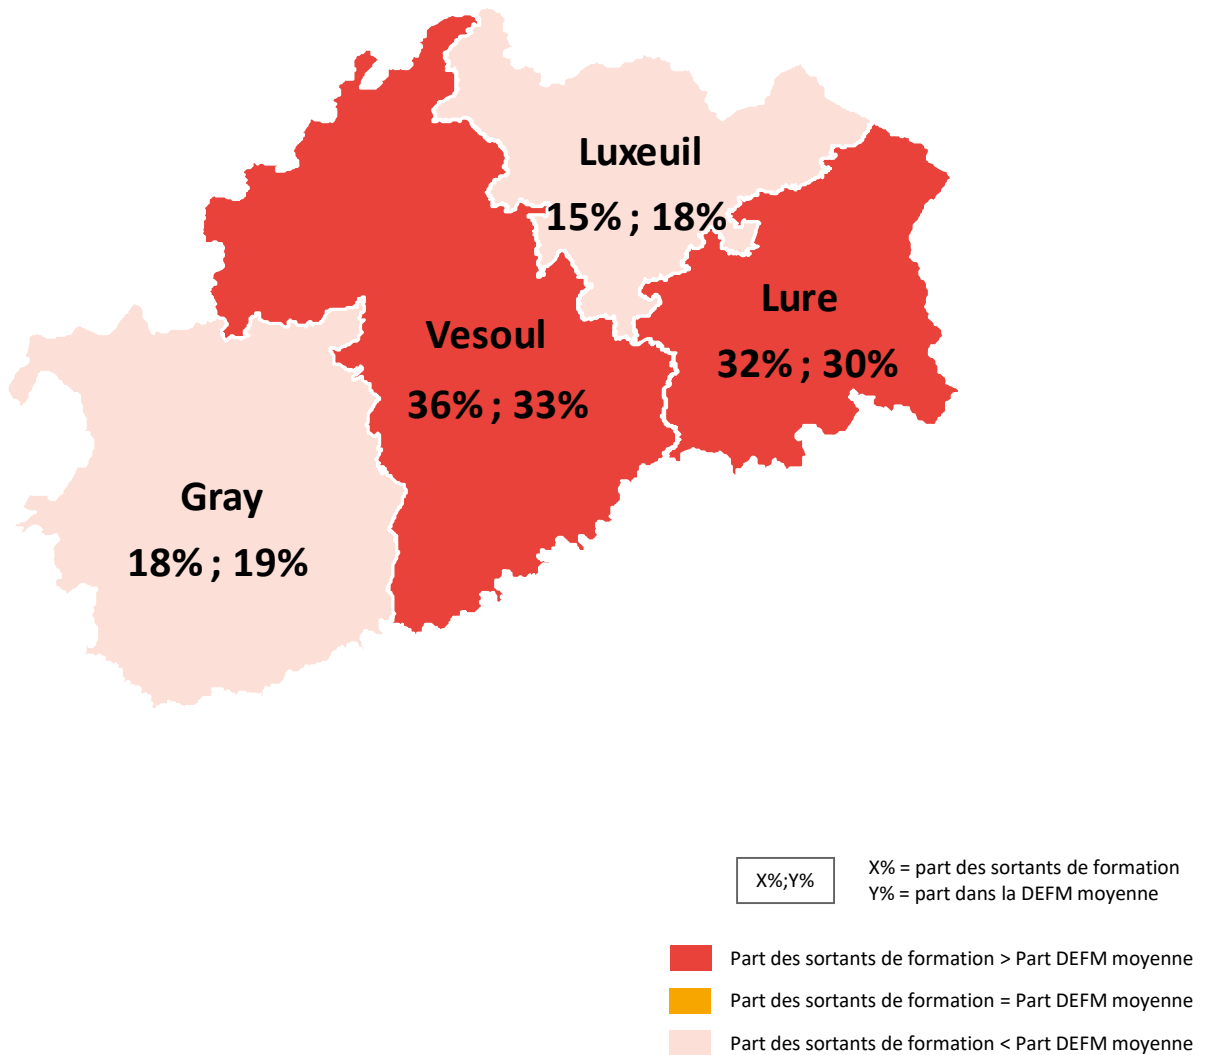 Luxeuil
15% ; 18%
Lure
32% ; 30%
Vesoul
36% ; 33%
Gray
18% ; 19%
X%;Y%
X% = part des sortants de formation
Y% = part dans la DEFM moyenne
Part des sortants de formation > Part DEFM moyenne
Part des sortants de formation = Part DEFM moyenne
Part des sortants de formation < Part DEFM moyenne